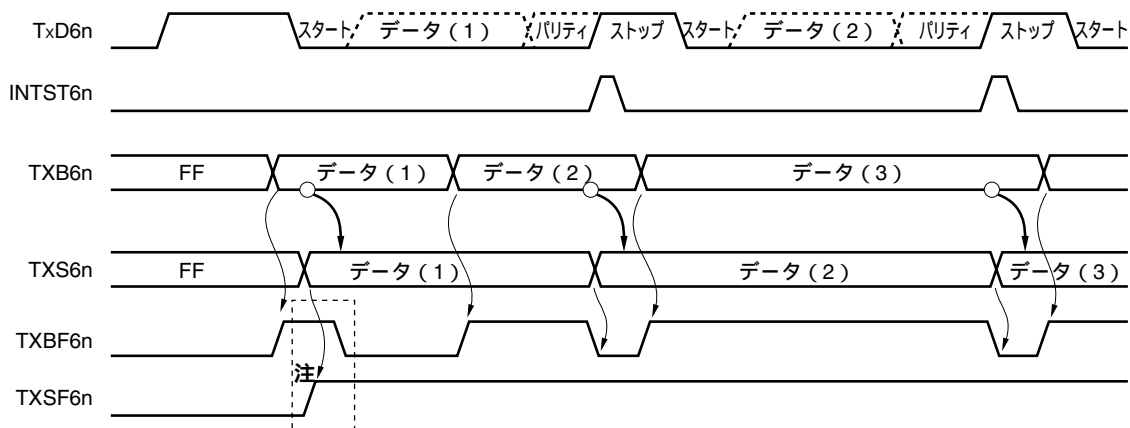 TxD6n スタート データ(1) パリティ ストップ スタート データ(2) パリティ ストップ スタート
INTST6n
TXB6n FF データ(1) データ(2) データ(3)
TXS6n FF データ(1) データ(2) データ(3)
TXBF6n
注
TXSF6n